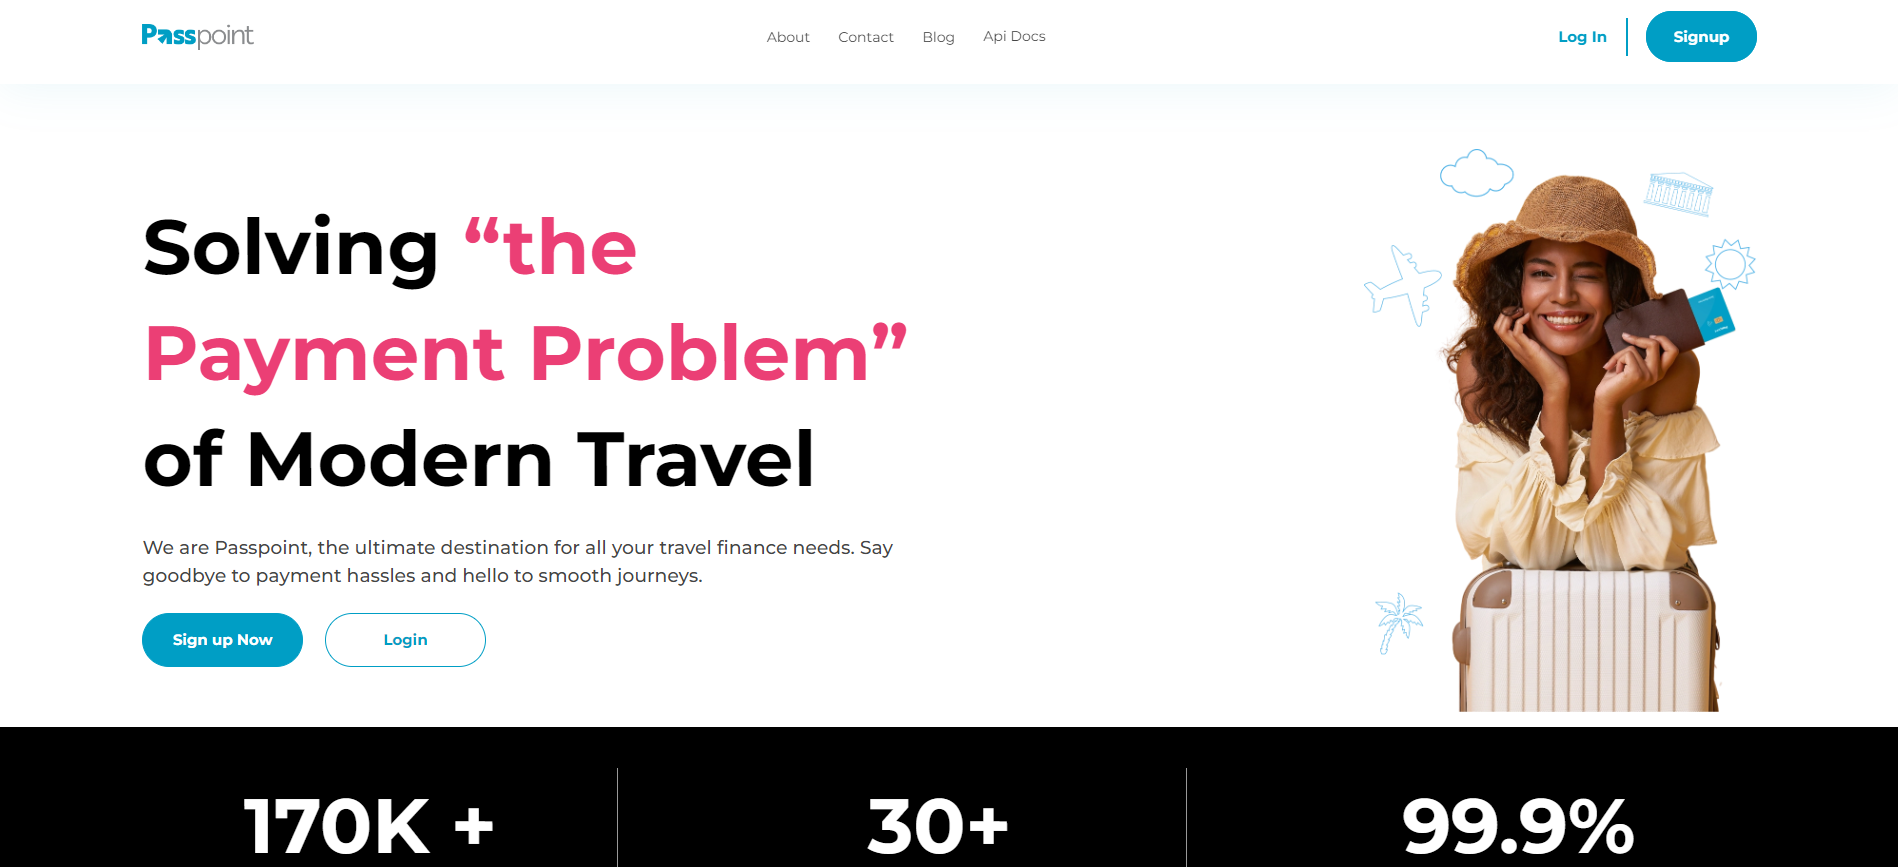 Passpoint
About
Contact
Blog
Api Docs
Log In
Signup
Solving “the
Payment Problem”
of Modern Travel
We are Passpoint, the ultimate destination for all your travel finance needs. Say
goodbye to payment hassles and hello to smooth journeys.
Sign up Now
Login
170K +
30+
99.9%